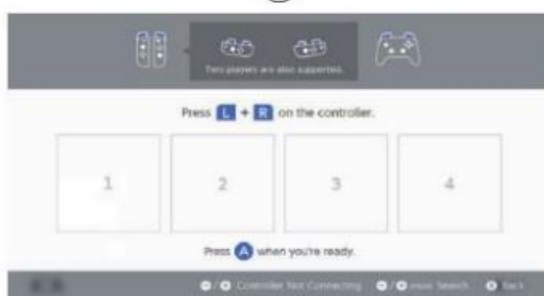 Two players are also supported.
Press L + R on the controller.
1 2 3 4
Press A when you're ready.
Controller Not Connecting Search Back